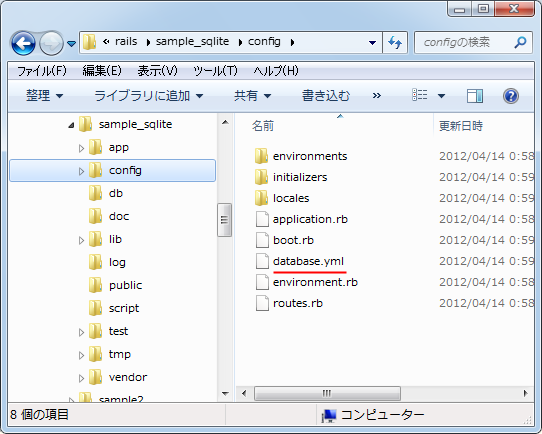 « rails ▸ sample_sqlite ▸ config ▸
configの検索
ファイル(F) 編集(E) 表示(V) ツール(T) ヘルプ(H)
整理 ライブラリに追加 共有 書き込む »
sample_sqlite
app
config
db
doc
lib
log
public
script
test
tmp
vendor
sample2
名前 更新日時
environments 2012/04/14 0:58
initializers 2012/04/14 0:59
locales 2012/04/14 0:59
application.rb 2012/04/14 0:58
boot.rb 2012/04/14 0:59
database.yml 2012/04/14 0:59
environment.rb 2012/04/14 0:58
routes.rb 2012/04/14 0:58
8 個の項目
コンピューター